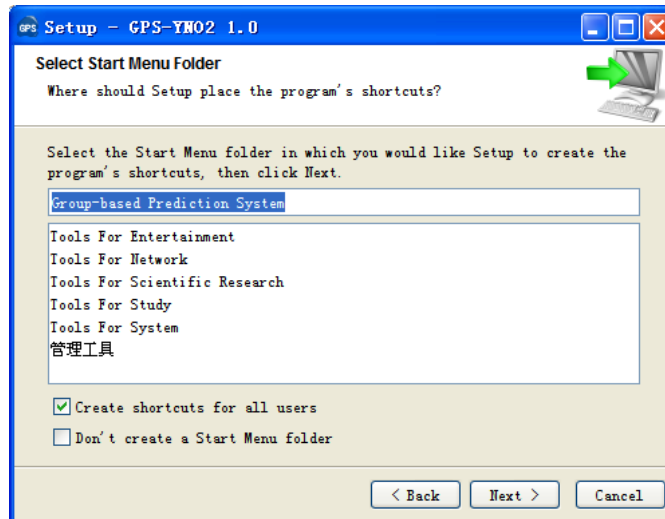 GPS Setup - GPS-YNO2 1.0
Select Start Menu Folder
Where should Setup place the program's shortcuts?
Select the Start Menu folder in which you would like Setup to create the
program's shortcuts, then click Next.
Group-based Prediction System
Tools For Entertainment
Tools For Network
Tools For Scientific Research
Tools For Study
Tools For System
管理工具
Create shortcuts for all users
Don't create a Start Menu folder
< Back Next > Cancel